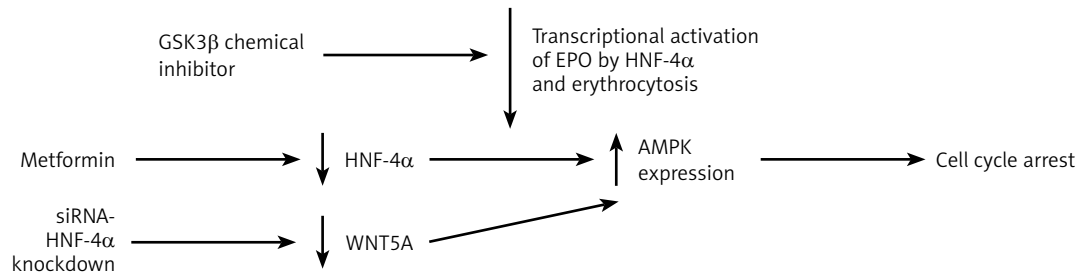 GSK3β chemical
inhibitor
Transcriptional activation
of EPO by HNF-4α
and erythrocytosis
Metformin
HNF-4α
AMPK
expression
Cell cycle arrest
siRNA-
HNF-4α
knockdown
WNT5A